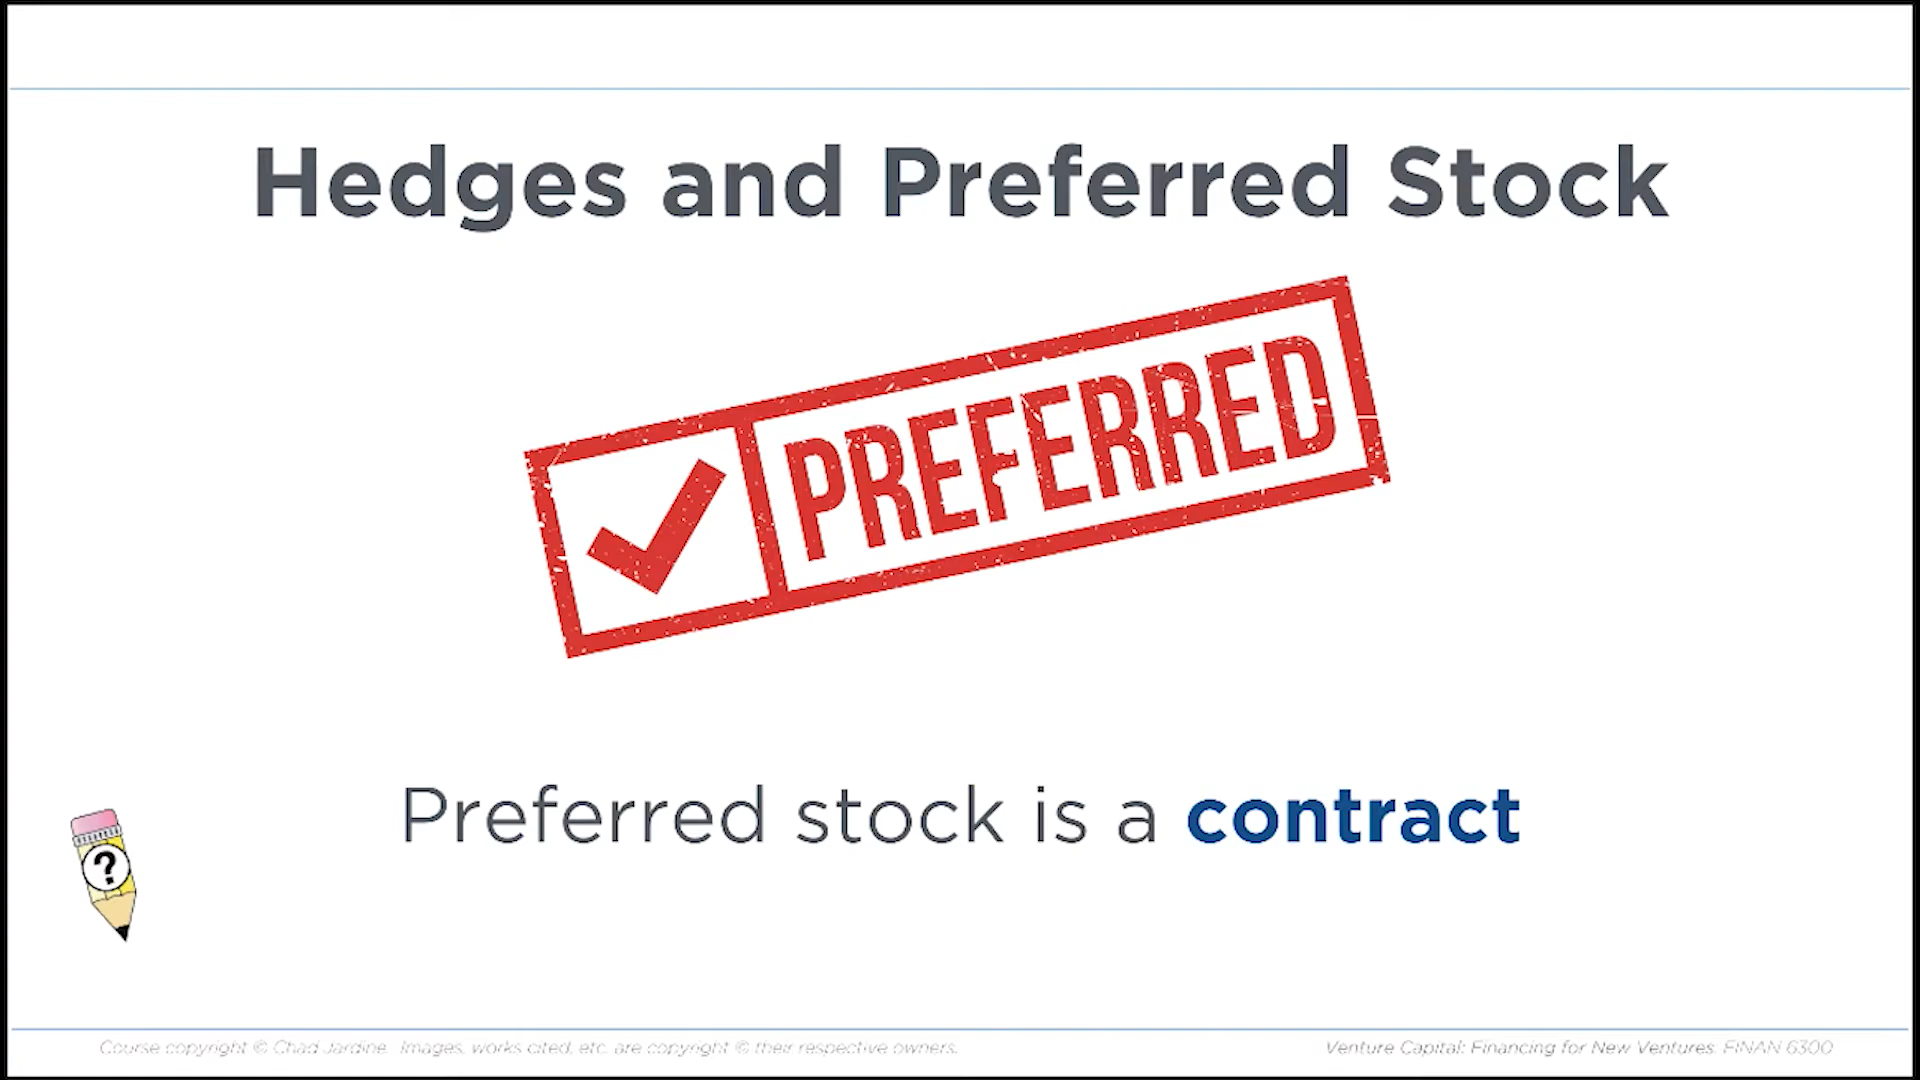 Hedges and Preferred Stock
PREFERRED
Preferred stock is a contract
?
Course copyright © Chad Jardine. Images, works cited, etc. are copyright © their respective owners.
Venture Capital: Financing for New Ventures FINAN 6300